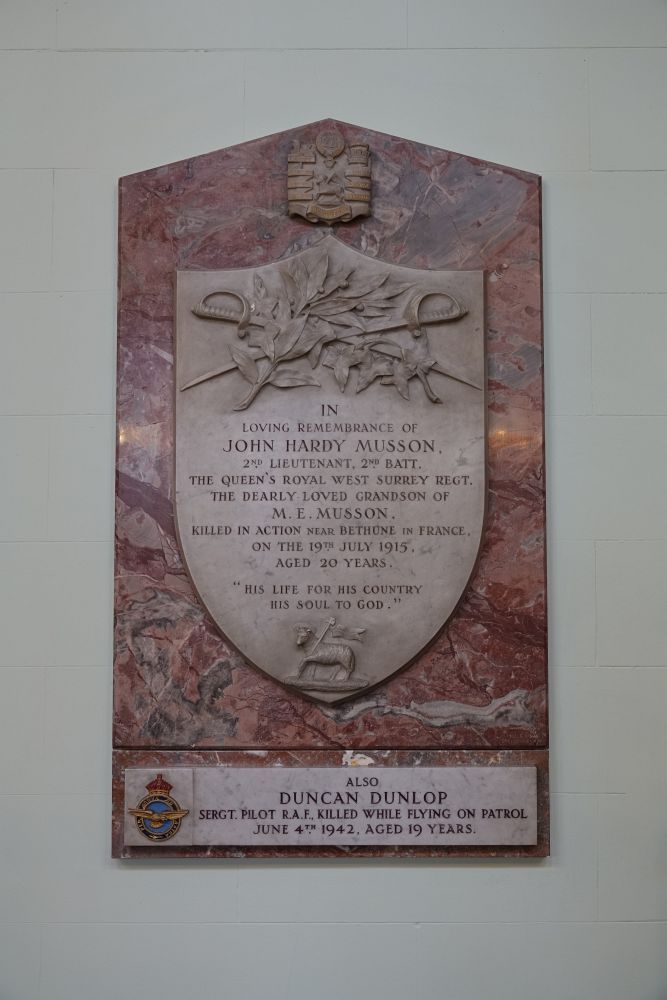 IN
LOVING REMEMBRANCE OF
JOHN HARDY MUSSON,
2ND LIEUTENANT, 2ND BATT.
THE QUEEN'S ROYAL WEST SURREY REGT.
THE DEARLY LOVED GRANDSON OF
M. E. MUSSON,
KILLED IN ACTION NEAR BETHUNE IN FRANCE,
ON THE 19TH JULY 1915,
AGED 20 YEARS.
"HIS LIFE FOR HIS COUNTRY
HIS SOUL TO GOD."
ALSO
DUNCAN DUNLOP
SERGT. PILOT R.A.F., KILLED WHILE FLYING ON PATROL
JUNE 4TH 1942, AGED 19 YEARS.